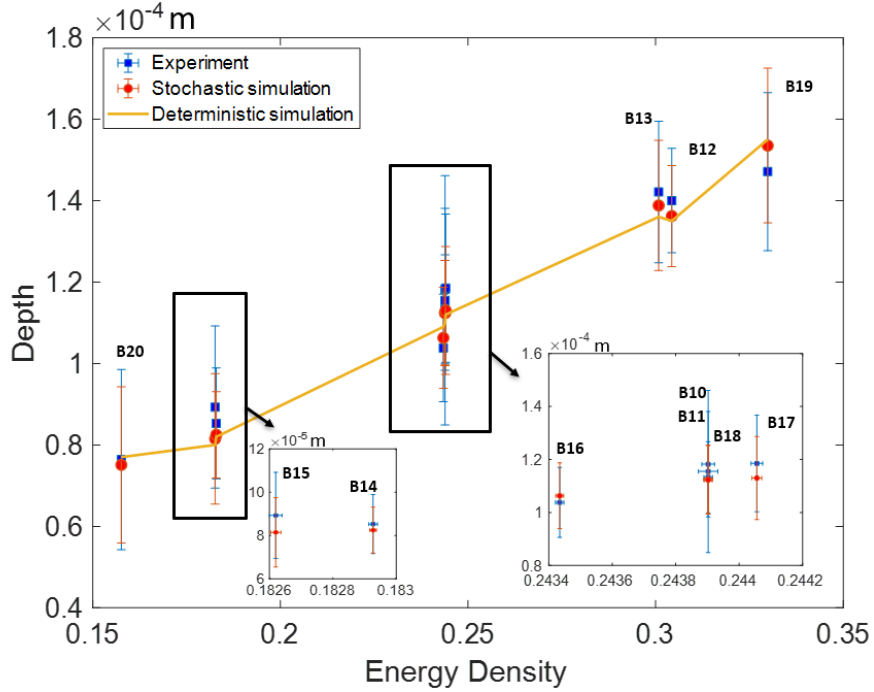 ×10⁻⁴ m
1.8
1.6
1.4
1.2
1
0.8
0.6
0.4
Depth
Experiment
Stochastic simulation
Deterministic simulation
B20
B13
B12
B19
12 ×10⁻⁵ m
10
8
6
B15
B14
0.1826
0.1828
0.183
×10⁻⁴ m
1.6
1.4
1.2
1
0.8
B16
B10
B11
B18
B17
0.2434
0.2436
0.2438
0.244
0.2442
0.15
0.2
0.25
0.3
0.35
Energy Density